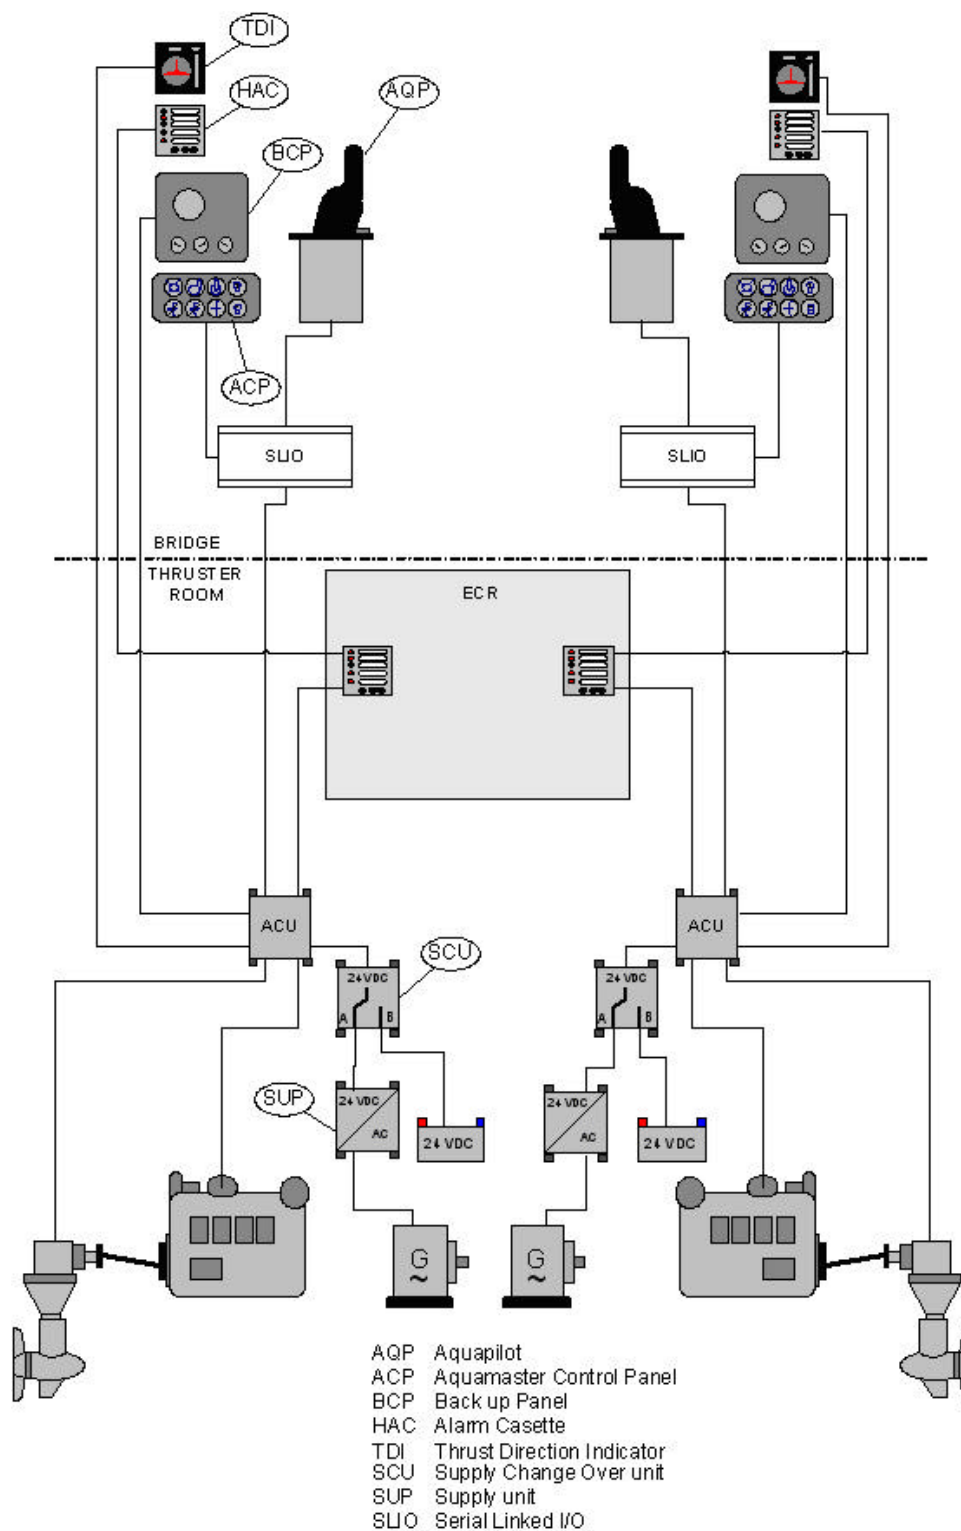 TDI
HAC
AQP
BCP
ACP
SLIO
SLIO
BRIDGE
THRUSTER
ROOM
ECR
ACU
ACU
SCU
24 VDC
A
B
24 VDC
A
B
SUP
24 VDC
AC
24 VDC
24 VDC
AC
24 VDC
G
~
G
~
AQP Aquapilot
ACP Aquamaster Control Panel
BCP Back up Panel
HAC Alarm Casette
TDI Thrust Direction Indicator
SCU Supply Change Over unit
SUP Supply unit
SLIO Serial Linked I/O